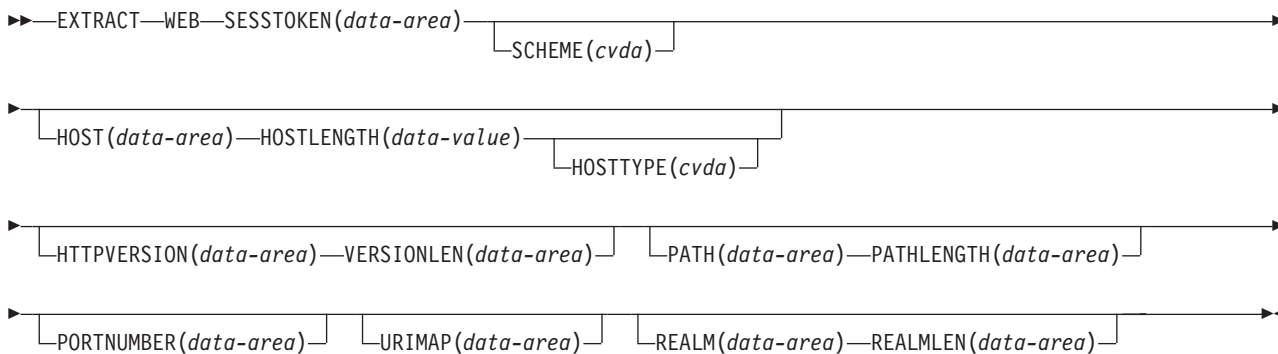 EXTRACT WEB SESSTOKEN(data-area)
SCHEME(cvda)
HOST(data-area) HOSTLENGTH(data-value)
HOSTTYPE(cvda)
HTTPVERSION(data-area) VERSIONLEN(data-area) PATH(data-area) PATHLENGTH(data-area)
PORTNUMBER(data-area) URIMAP(data-area) REALM(data-area) REALMLEN(data-area)